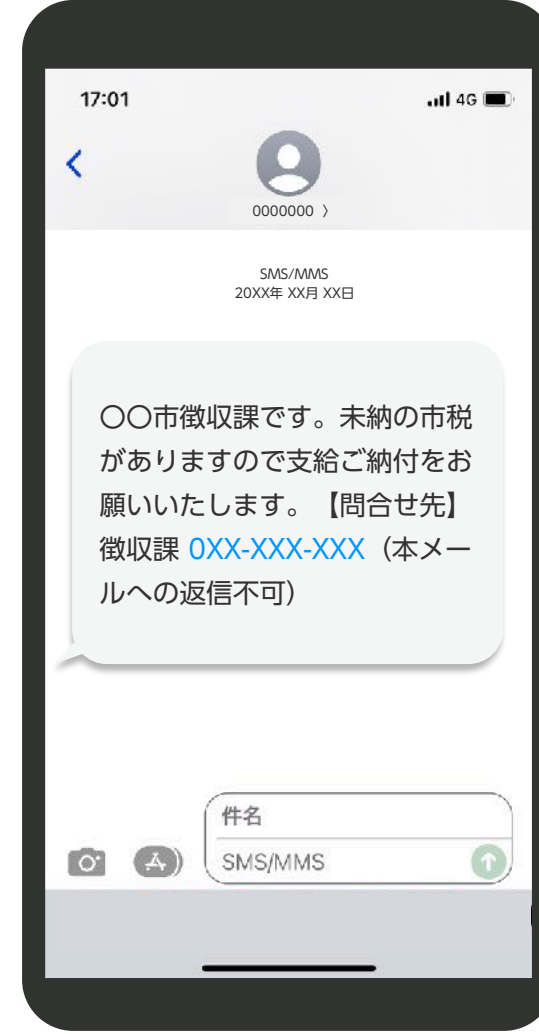 17:01
4G
0000000 〉
SMS/MMS
20XX年 XX月 XX日
〇〇市徴収課です。未納の市税
がありますので支給ご納付をお
願いいたします。【問合せ先】
徴収課 0XX-XXX-XXX（本メー
ルへの返信不可）
件名
SMS/MMS